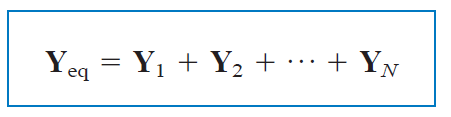 Y_eq = Y_1 + Y_2 + ⋯ + Y_N